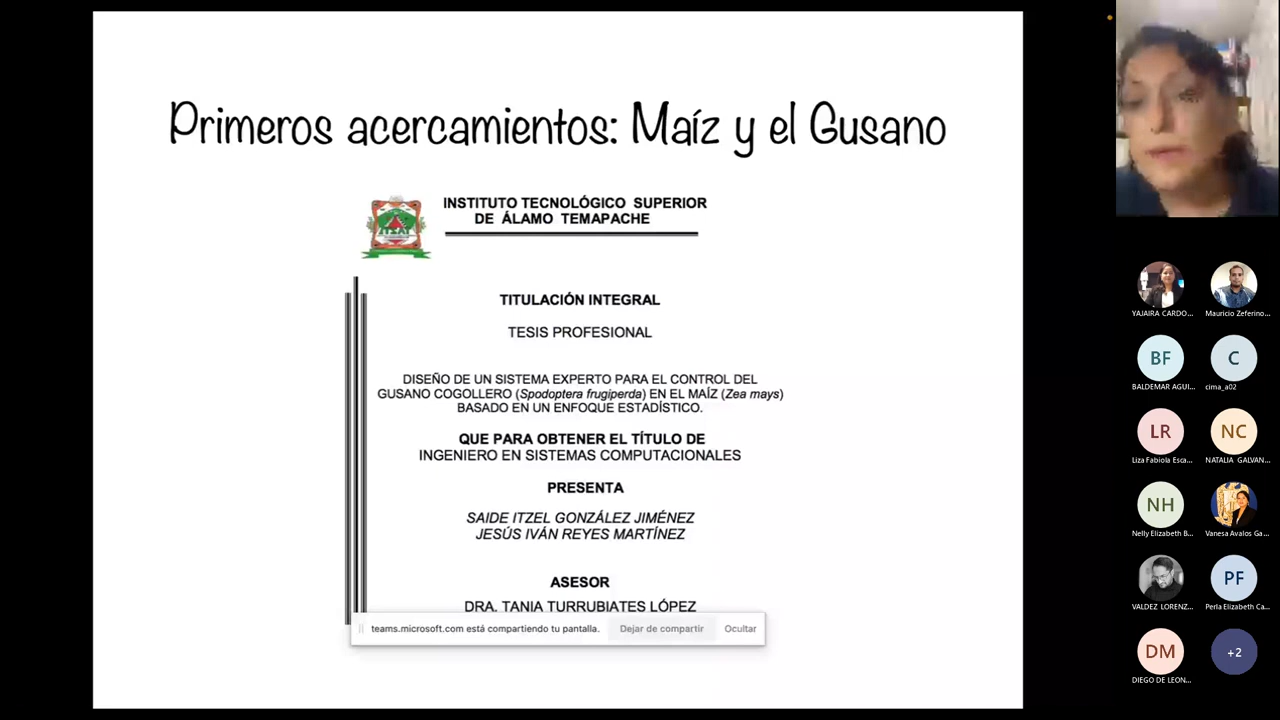 Primeros acercamientos: Maíz y el Gusano
INSTITUTO TECNOLÓGICO SUPERIOR
DE ÁLAMO TEMAPACHE
TITULACIÓN INTEGRAL
TESIS PROFESIONAL
DISEÑO DE UN SISTEMA EXPERTO PARA EL CONTROL DEL
GUSANO COGOLLERO (Spodoptera frugiperda) EN EL MAÍZ (Zea mays)
BASADO EN UN ENFOQUE ESTADÍSTICO.
QUE PARA OBTENER EL TÍTULO DE
INGENIERO EN SISTEMAS COMPUTACIONALES
PRESENTA
SAIDE ITZEL GONZÁLEZ JIMÉNEZ
JESÚS IVÁN REYES MARTÍNEZ
ASESOR
DRA. TANIA TURRUBIATES LÓPEZ
teams.microsoft.com está compartiendo tu pantalla. Dejar de compartir Ocultar
YAJAIRA CARDO... Mauricio Zeferino...
BF C
BALDEMAR AGUI... cima_a02
LR NC
Liza Fabiola Esca... NATALIA GALVAN...
NH
Nelly Elizabeth B... Vanesa Avalos Ga...
PF
VALDEZ LORENZ... Perla Elizabeth Ca...
DM +2
DIEGO DE LEON...